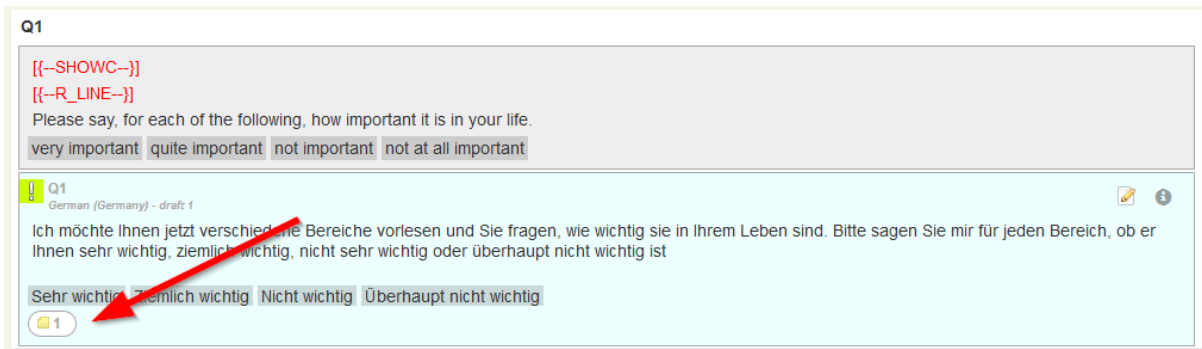 Q1
[{--SHOWC--}]
[{--R_LINE--}]
Please say, for each of the following, how important it is in your life.
very important quite important not important not at all important
Q1
German (Germany) - draft 1
Ich möchte Ihnen jetzt verschiedene Bereiche vorlesen und Sie fragen, wie wichtig sie in Ihrem Leben sind. Bitte sagen Sie mir für jeden Bereich, ob er
Ihnen sehr wichtig, ziemlich wichtig, nicht sehr wichtig oder überhaupt nicht wichtig ist
Sehr wichtig Ziemlich wichtig Nicht wichtig Überhaupt nicht wichtig
1